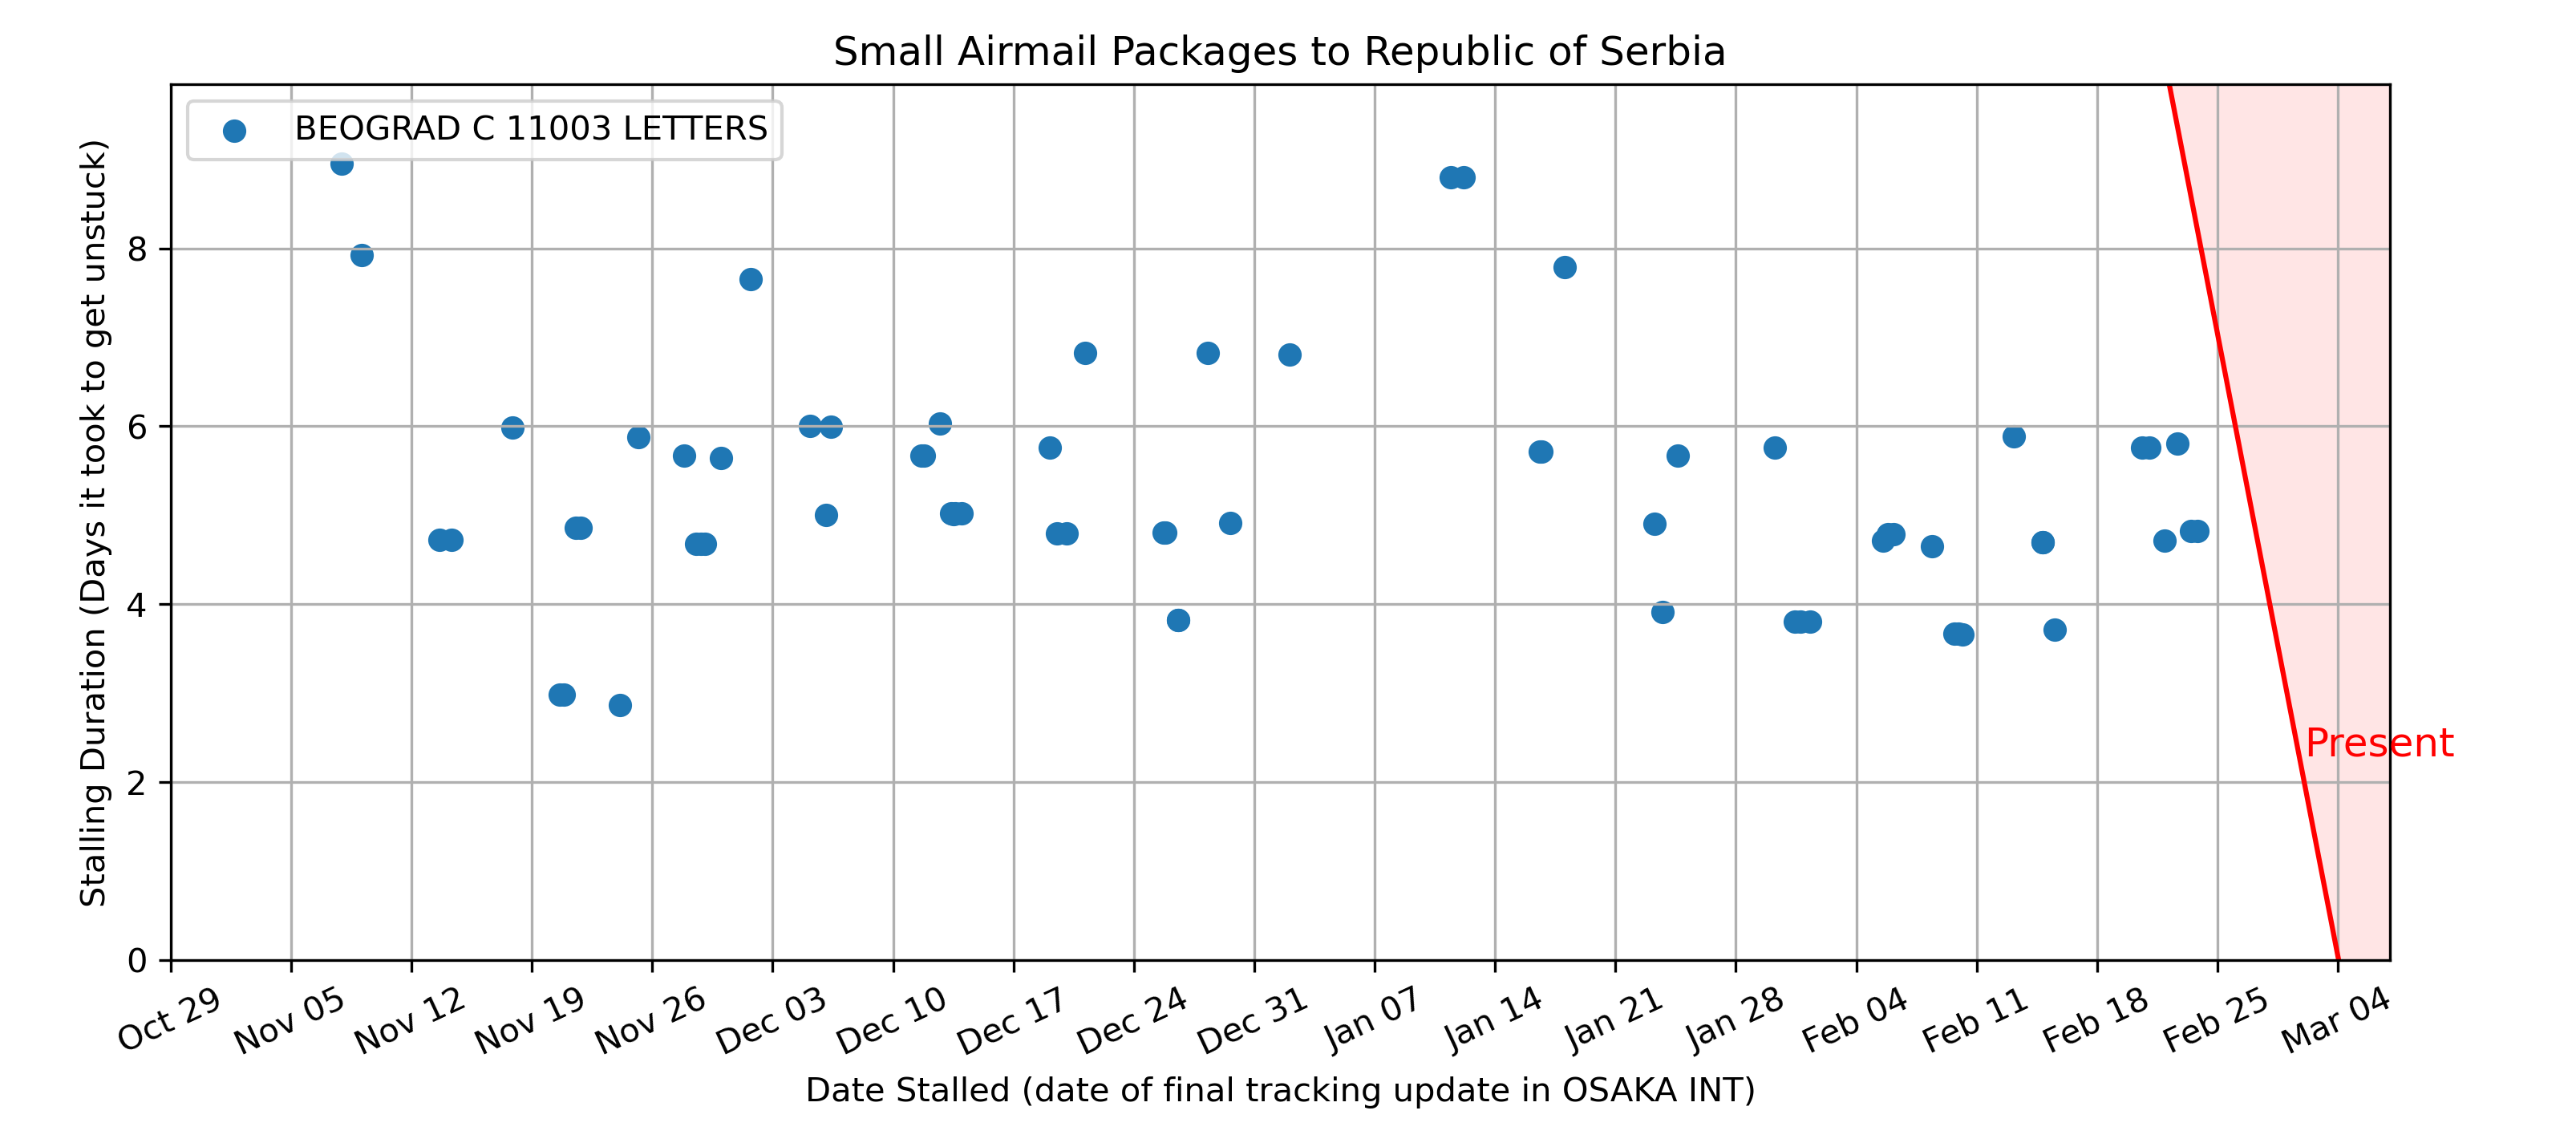 Small Airmail Packages to Republic of Serbia
BEOGRAD C 11003 LETTERS
Stalling Duration (Days it took to get unstuck)
8
6
4
2
0
Present
Oct 29
Nov 05
Nov 12
Nov 19
Nov 26
Dec 03
Dec 10
Dec 17
Dec 24
Dec 31
Jan 07
Jan 14
Jan 21
Jan 28
Feb 04
Feb 11
Feb 18
Feb 25
Mar 04
Date Stalled (date of final tracking update in OSAKA INT)